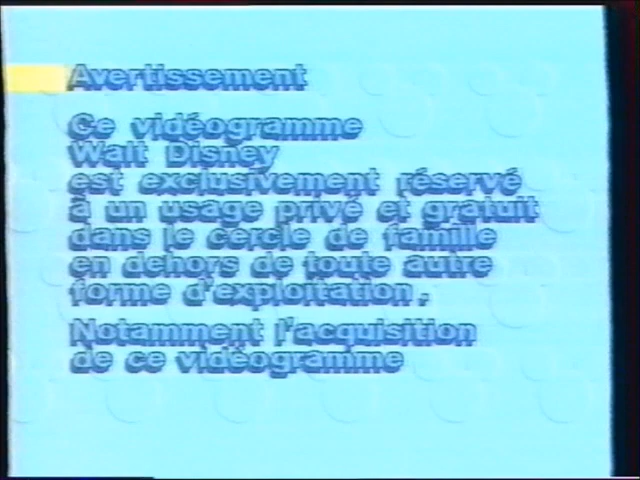 Avertissement
Ce vidéogramme
Walt Disney
est exclusivement réservé
à un usage privé et gratuit
dans le cercle de famille
en dehors de toute autre
forme d'exploitation,
Notamment l'acquisition
de ce vidéogramme